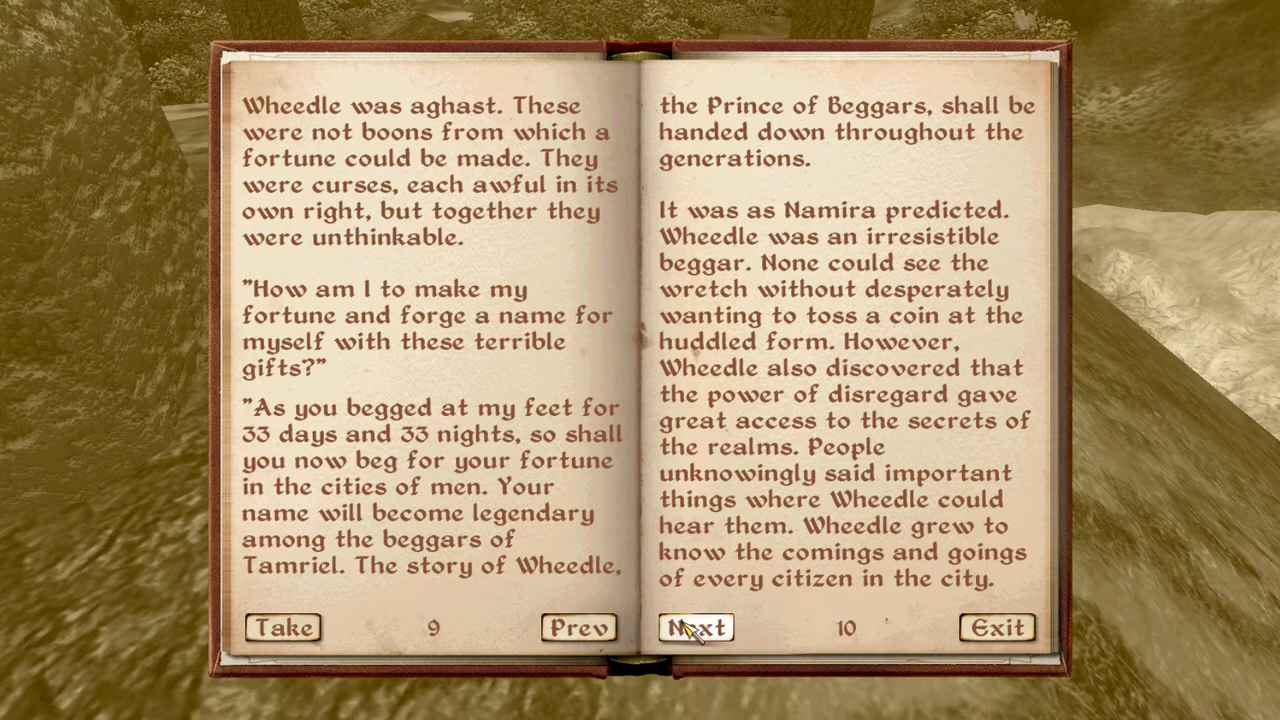 Wheedle was aghast. These
were not boons from which a
fortune could be made. They
were curses, each awful in its
own right, but together they
were unthinkable.
"How am I to make my
fortune and forge a name for
myself with these terrible
gifts?"
"As you begged at my feet for
33 days and 33 nights, so shall
you now beg for your fortune
in the cities of men. Your
name will become legendary
among the beggars of
Tamriel. The story of Wheedle,
the Prince of Beggars, shall be
handed down throughout the
generations.
It was as Namira predicted.
Wheedle was an irresistible
beggar. None could see the
wretch without desperately
wanting to toss a coin at the
huddled form. However,
Wheedle also discovered that
the power of disregard gave
great access to the secrets of
the realms. People
unknowingly said important
things where Wheedle could
hear them. Wheedle grew to
know the comings and goings
of every citizen in the city.
Take 9 Prev Next 10 Exit